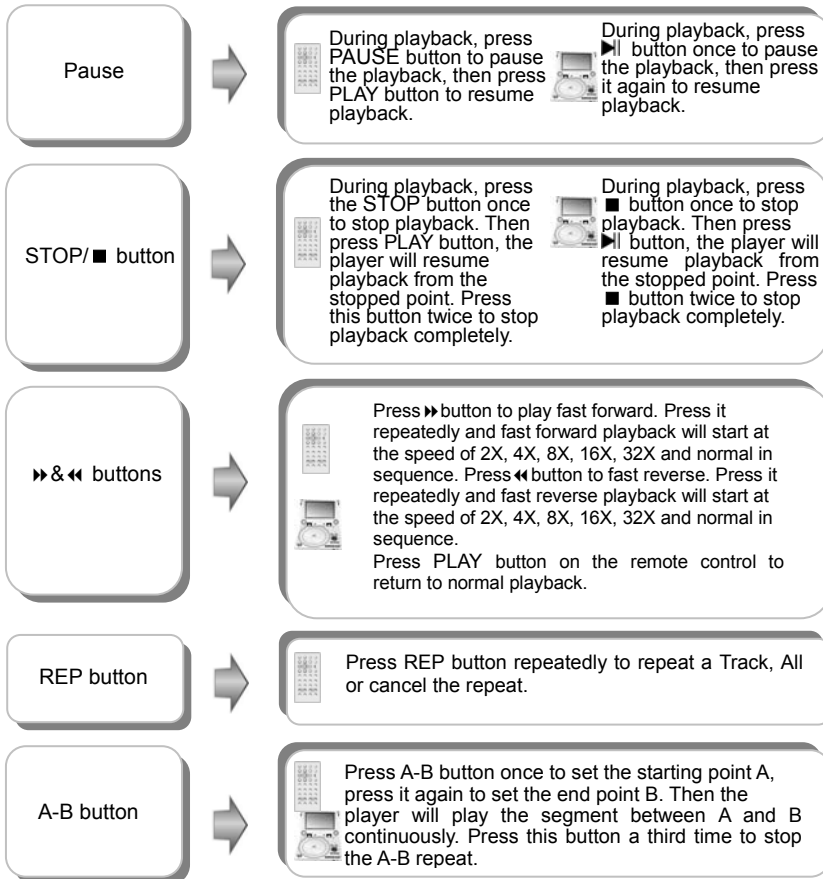 Pause
During playback, press
PAUSE button to pause
the playback, then press
PLAY button to resume
playback.
During playback, press
▶|| button once to pause
the playback, then press
it again to resume
playback.
STOP/ ■ button
During playback, press
the STOP button once
to stop playback. Then
press PLAY button, the
player will resume
playback from the
stopped point. Press
this button twice to stop
playback completely.
During playback, press
■ button once to stop
playback. Then press
▶|| button, the player will
resume playback from
the stopped point. Press
■ button twice to stop
playback completely.
▶▶ & ◀◀ buttons
Press ▶▶ button to play fast forward. Press it
repeatedly and fast forward playback will start at
the speed of 2X, 4X, 8X, 16X, 32X and normal in
sequence. Press ◀◀ button to fast reverse. Press it
repeatedly and fast reverse playback will start at
the speed of 2X, 4X, 8X, 16X, 32X and normal in
sequence.
Press PLAY button on the remote control to
return to normal playback.
REP button
Press REP button repeatedly to repeat a Track, All
or cancel the repeat.
A-B button
Press A-B button once to set the starting point A,
press it again to set the end point B. Then the
player will play the segment between A and B
continuously. Press this button a third time to stop
the A-B repeat.